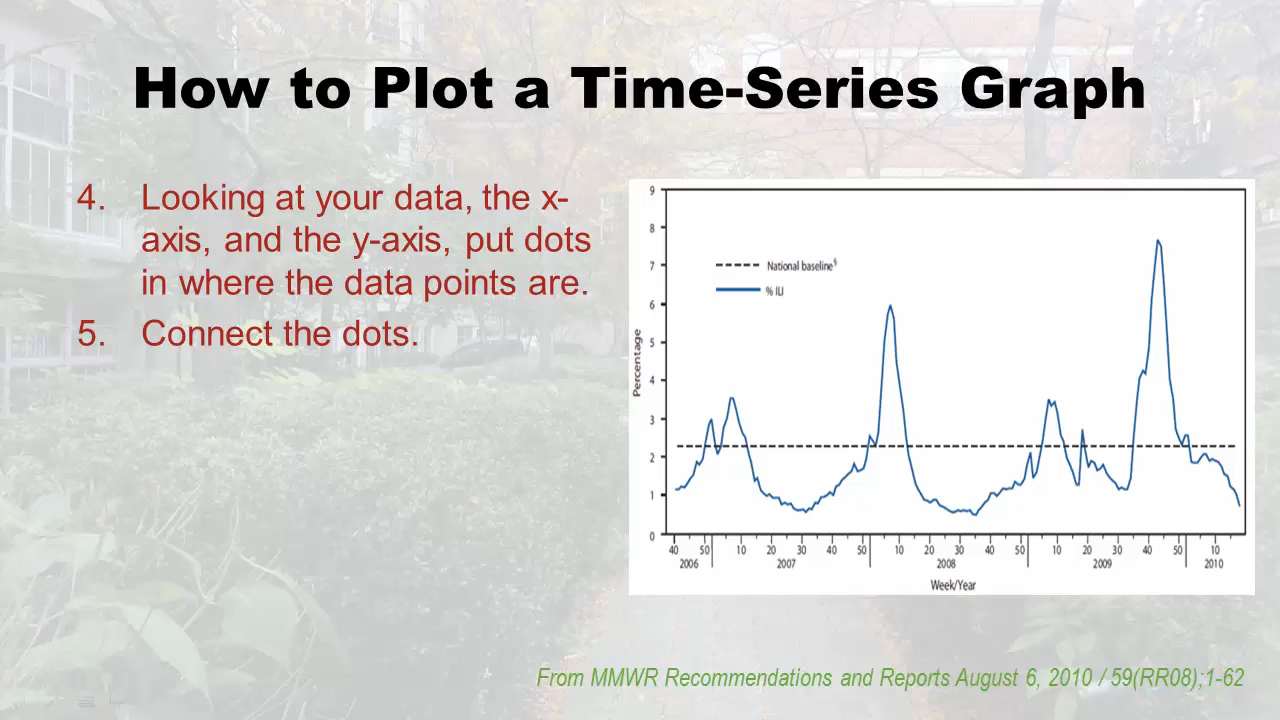 How to Plot a Time-Series Graph
4. Looking at your data, the x-
axis, and the y-axis, put dots
in where the data points are.
5. Connect the dots.
9
8
7
6
5
4
3
2
1
0
Percentage
National baseline§
% ILI
40 50 10 20 30 40 50 10 20 30 40 50 10 20 30 40 50 10
2006 2007 2008 2009 2010
Week/Year
From MMWR Recommendations and Reports August 6, 2010 / 59(RR08);1-62